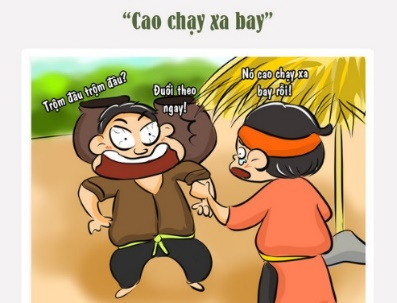 “Cao chạy xa bay”
Trộm đâu trộm đâu?
Đuổi theo
ngay!
Nó cao chạy xa
bay rồi!